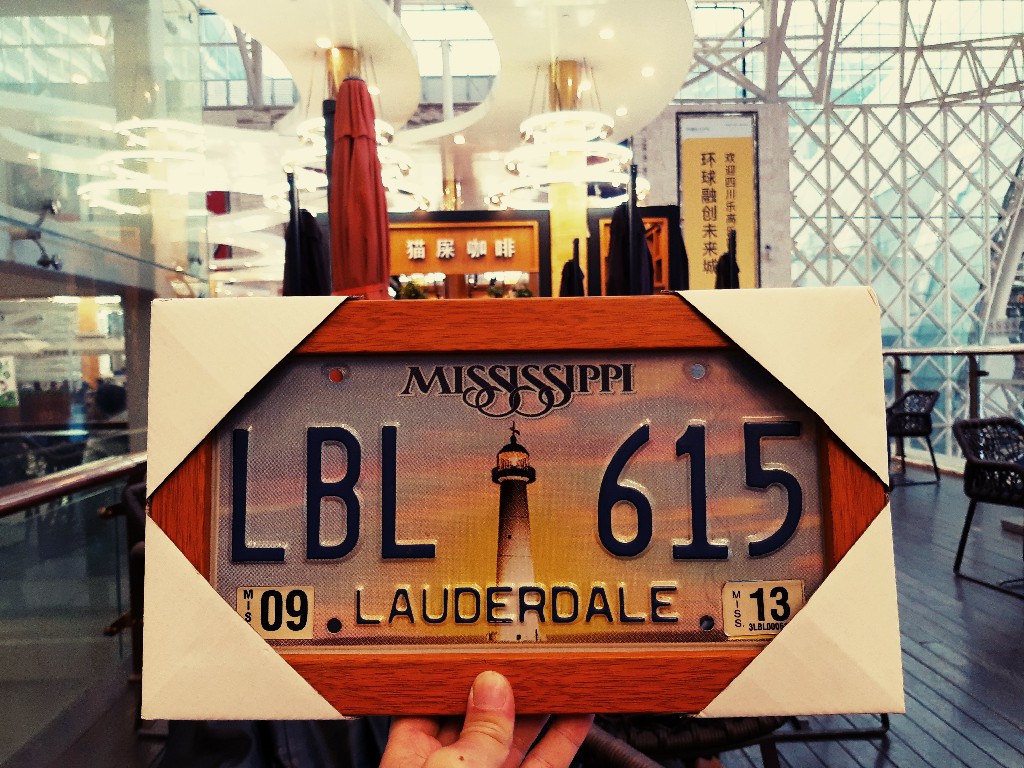 猫屎咖啡
欢迎四川乐高
环球融创未来城
MISSISSIPPI
LBL 615
MIS 09
LAUDERDALE
MISS. 13